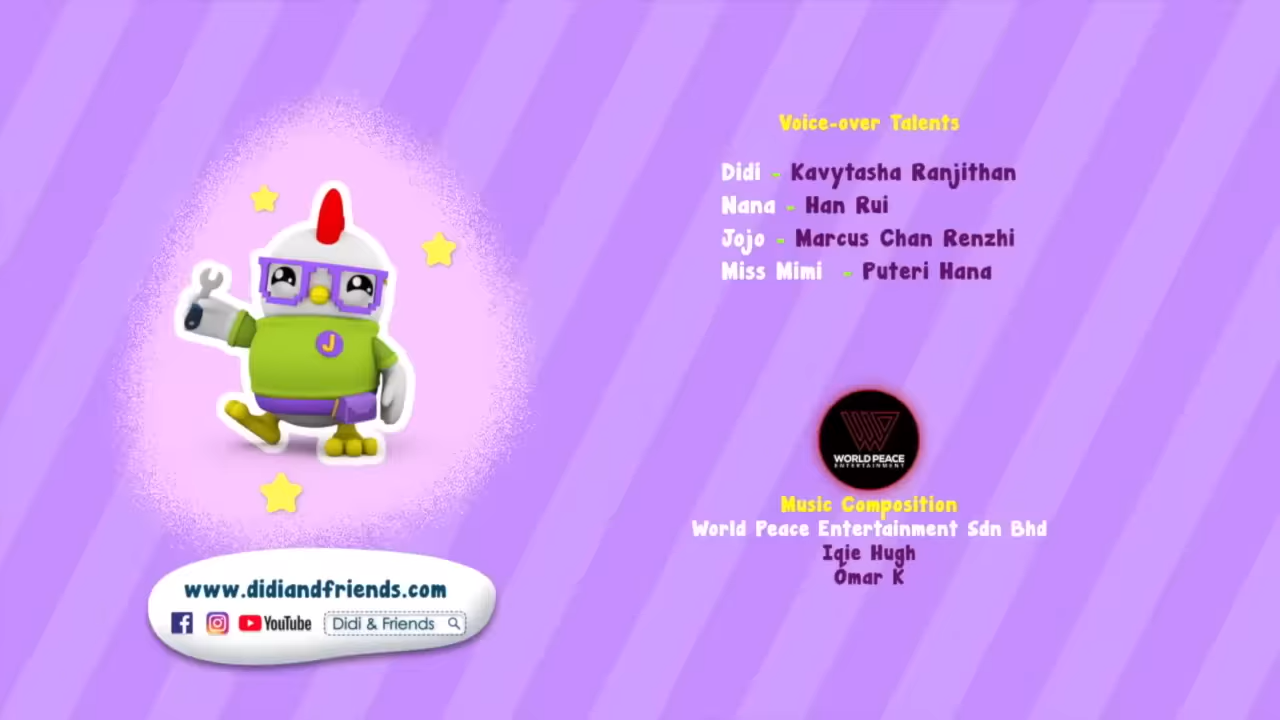 Voice-over Talents
Didi - Kavytasha Ranjithan
Nana - Han Rui
Jojo - Marcus Chan Renzhi
Miss Mimi - Puteri Hana
J
WORLD PEACE
ENTERTAINMENT
Music Composition
World Peace Entertainment Sdn Bhd
Iqie Hugh
Omar K
www.didiandfriends.com
YouTube Didi & Friends